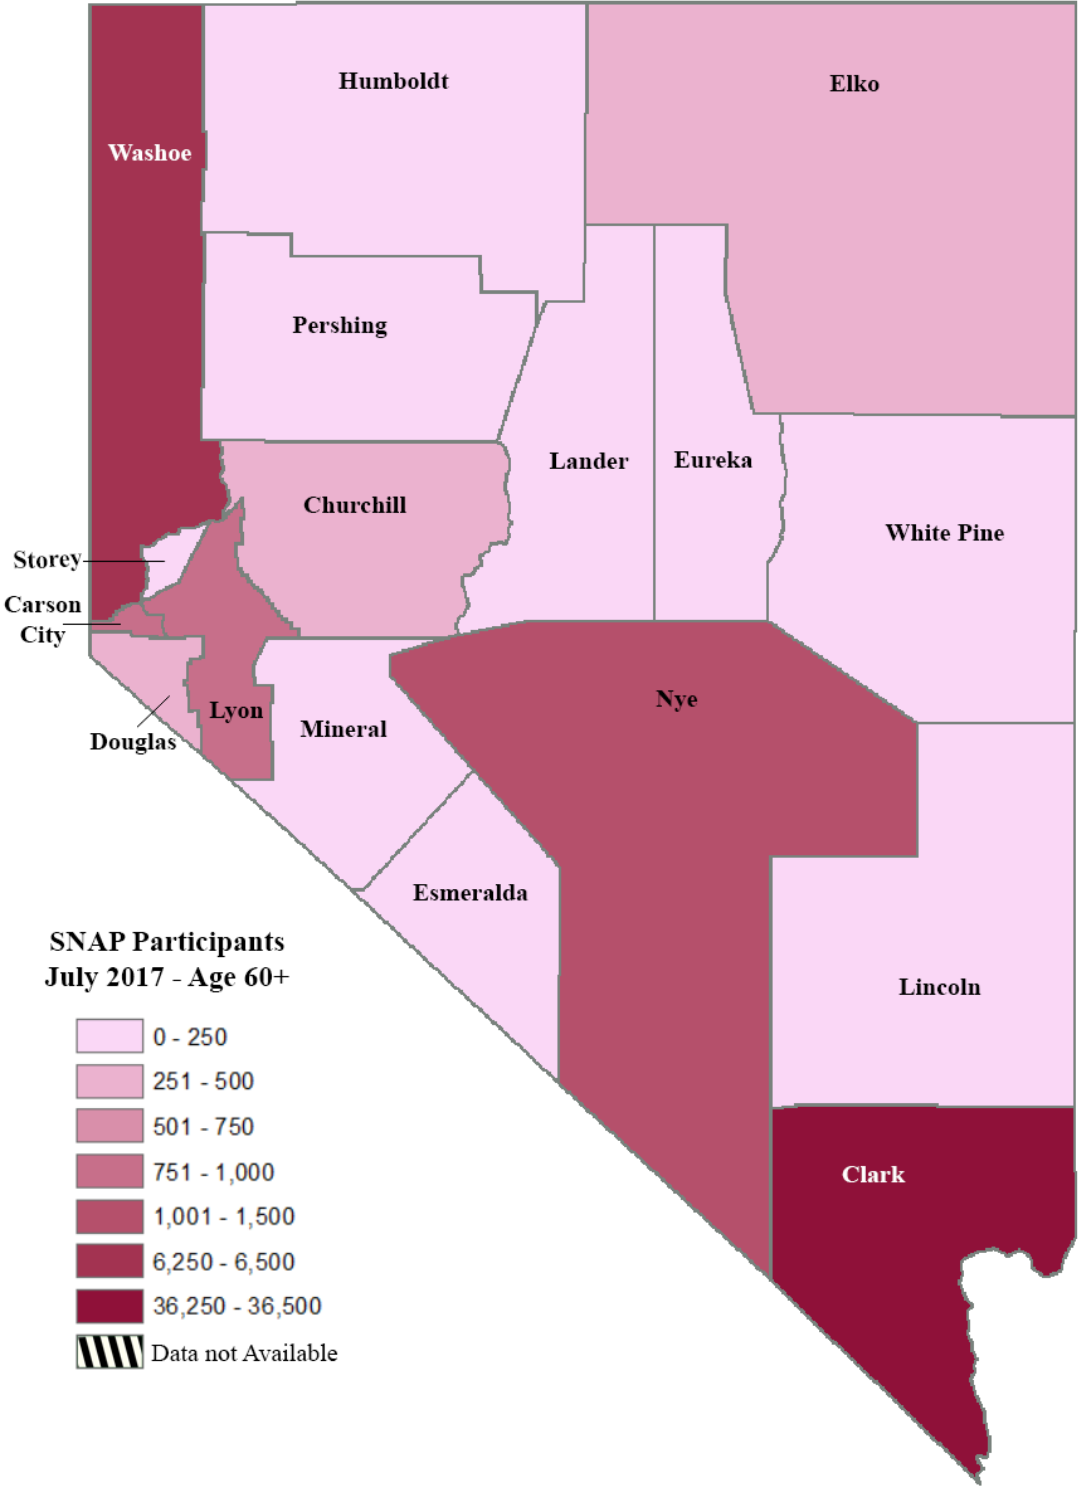 Humboldt
Elko
Washoe
Pershing
Lander
Eureka
Churchill
White Pine
Storey
Carson
City
Nye
Lyon
Mineral
Douglas
Esmeralda
Lincoln
Clark
SNAP Participants
July 2017 - Age 60+
0 - 250
251 - 500
501 - 750
751 - 1,000
1,001 - 1,500
6,250 - 6,500
36,250 - 36,500
Data not Available